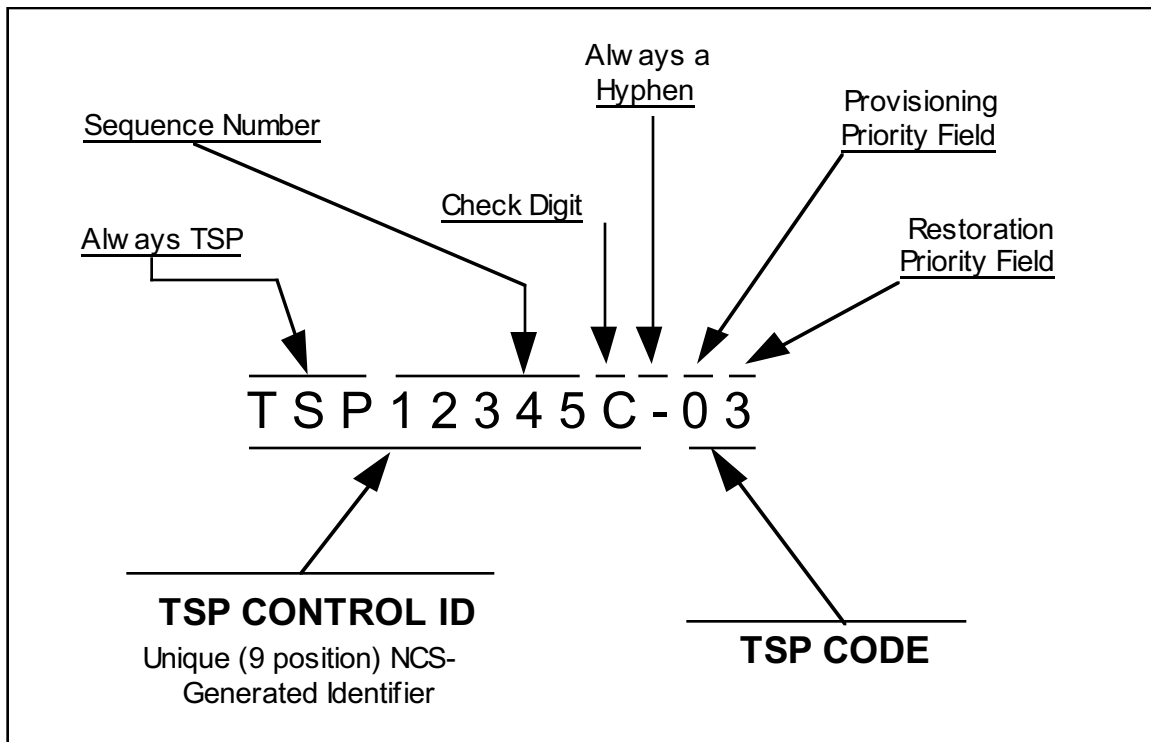 Always a
Hyphen
Provisioning
Priority Field
Sequence Number
Check Digit
Always TSP
Restoration
Priority Field
TSP12345C-03
TSP CONTROL ID
Unique (9 position) NCS-
Generated Identifier
TSP CODE